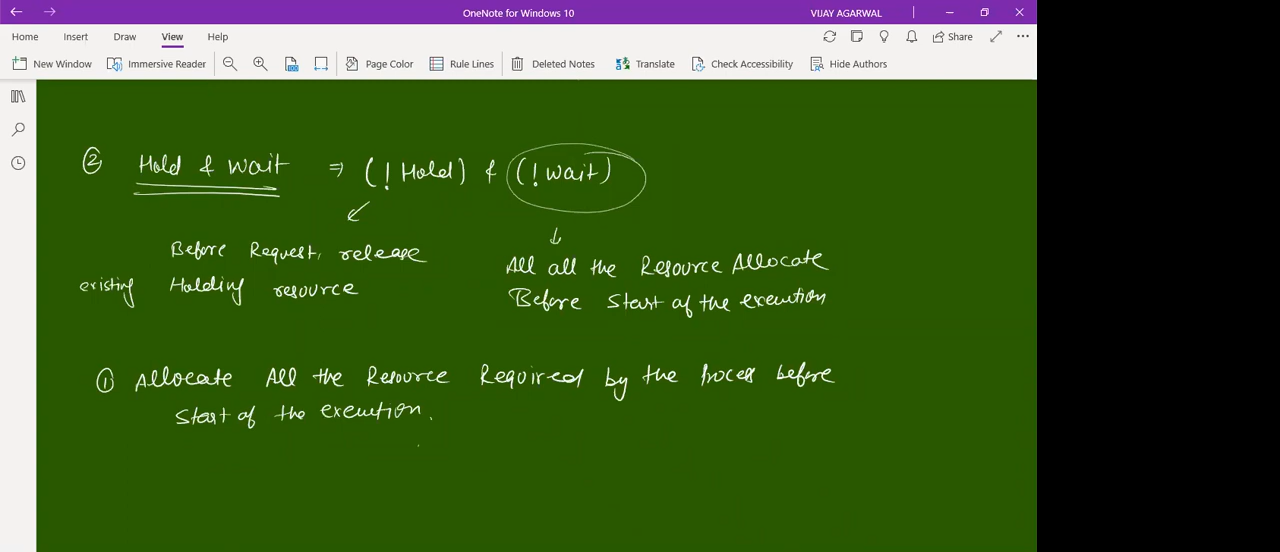 OneNote for Windows 10
VIJAY AGARWAL
Home Insert Draw View Help
Share
New Window Immersive Reader Page Color Rule Lines Deleted Notes Translate Check Accessibility Hide Authors
② Hold & Wait ⇒ (! Hold) & (! Wait)
Before Request, release
existing Holding resource
All all the Resource Allocate
Before Start of the execution
① Allocate All the Resource Required by the Process before
Start of the execution.